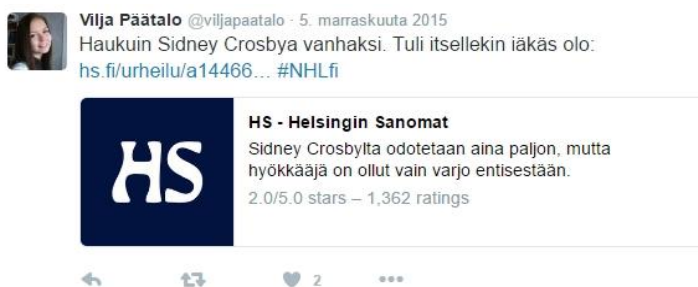 Vilja Päätalo @viljapaatalo · 5. marraskuuta 2015
Haukuin Sidney Crosbya vanhaksi. Tuli itsellekin iäkäs olo:
hs.fi/urheilu/a14466... #NHLfi
HS
HS - Helsingin Sanomat
Sidney Crosbylta odotetaan aina paljon, mutta
hyökkääjä on ollut vain varjo entisestään.
2.0/5.0 stars – 1,362 ratings
2